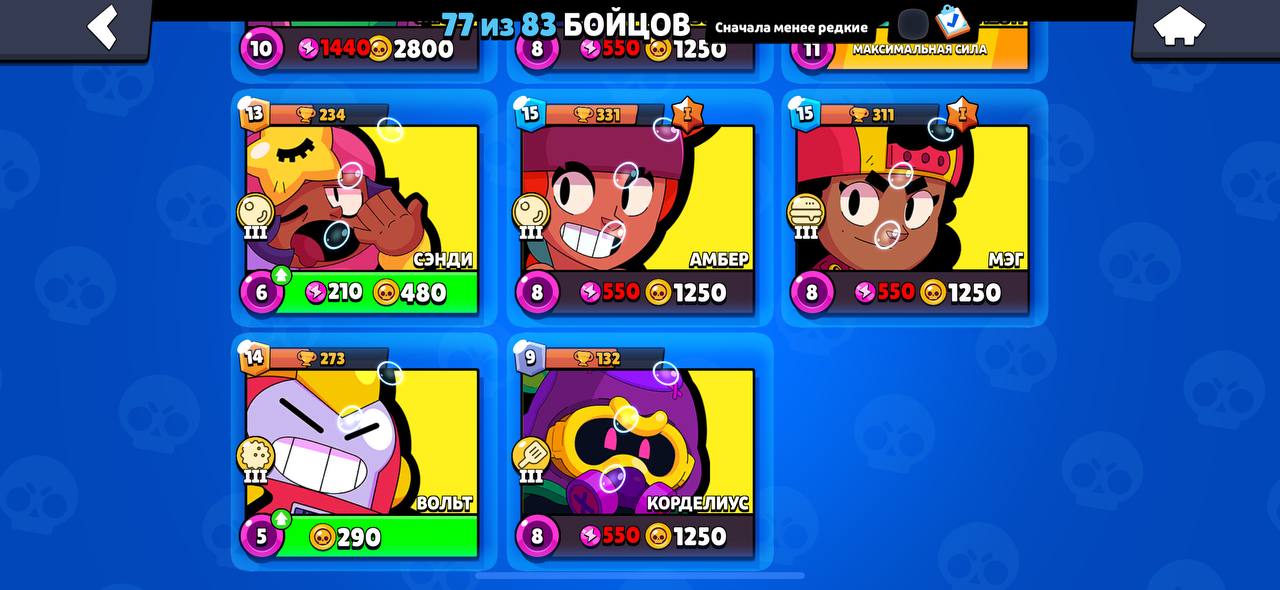 77 из 83 БОЙЦОВ
Сначала менее редкие
10 1440 2800
8 550 1250
11 МАКСИМАЛЬНАЯ СИЛА
13 234
15 331 I
15 311 I
III
III
III
СЭНДИ
АМБЕР
МЭГ
6 210 480
8 550 1250
8 550 1250
14 273
9 132
III
III
ВОЛЬТ
КОРДЕЛИУС
5 290
8 550 1250